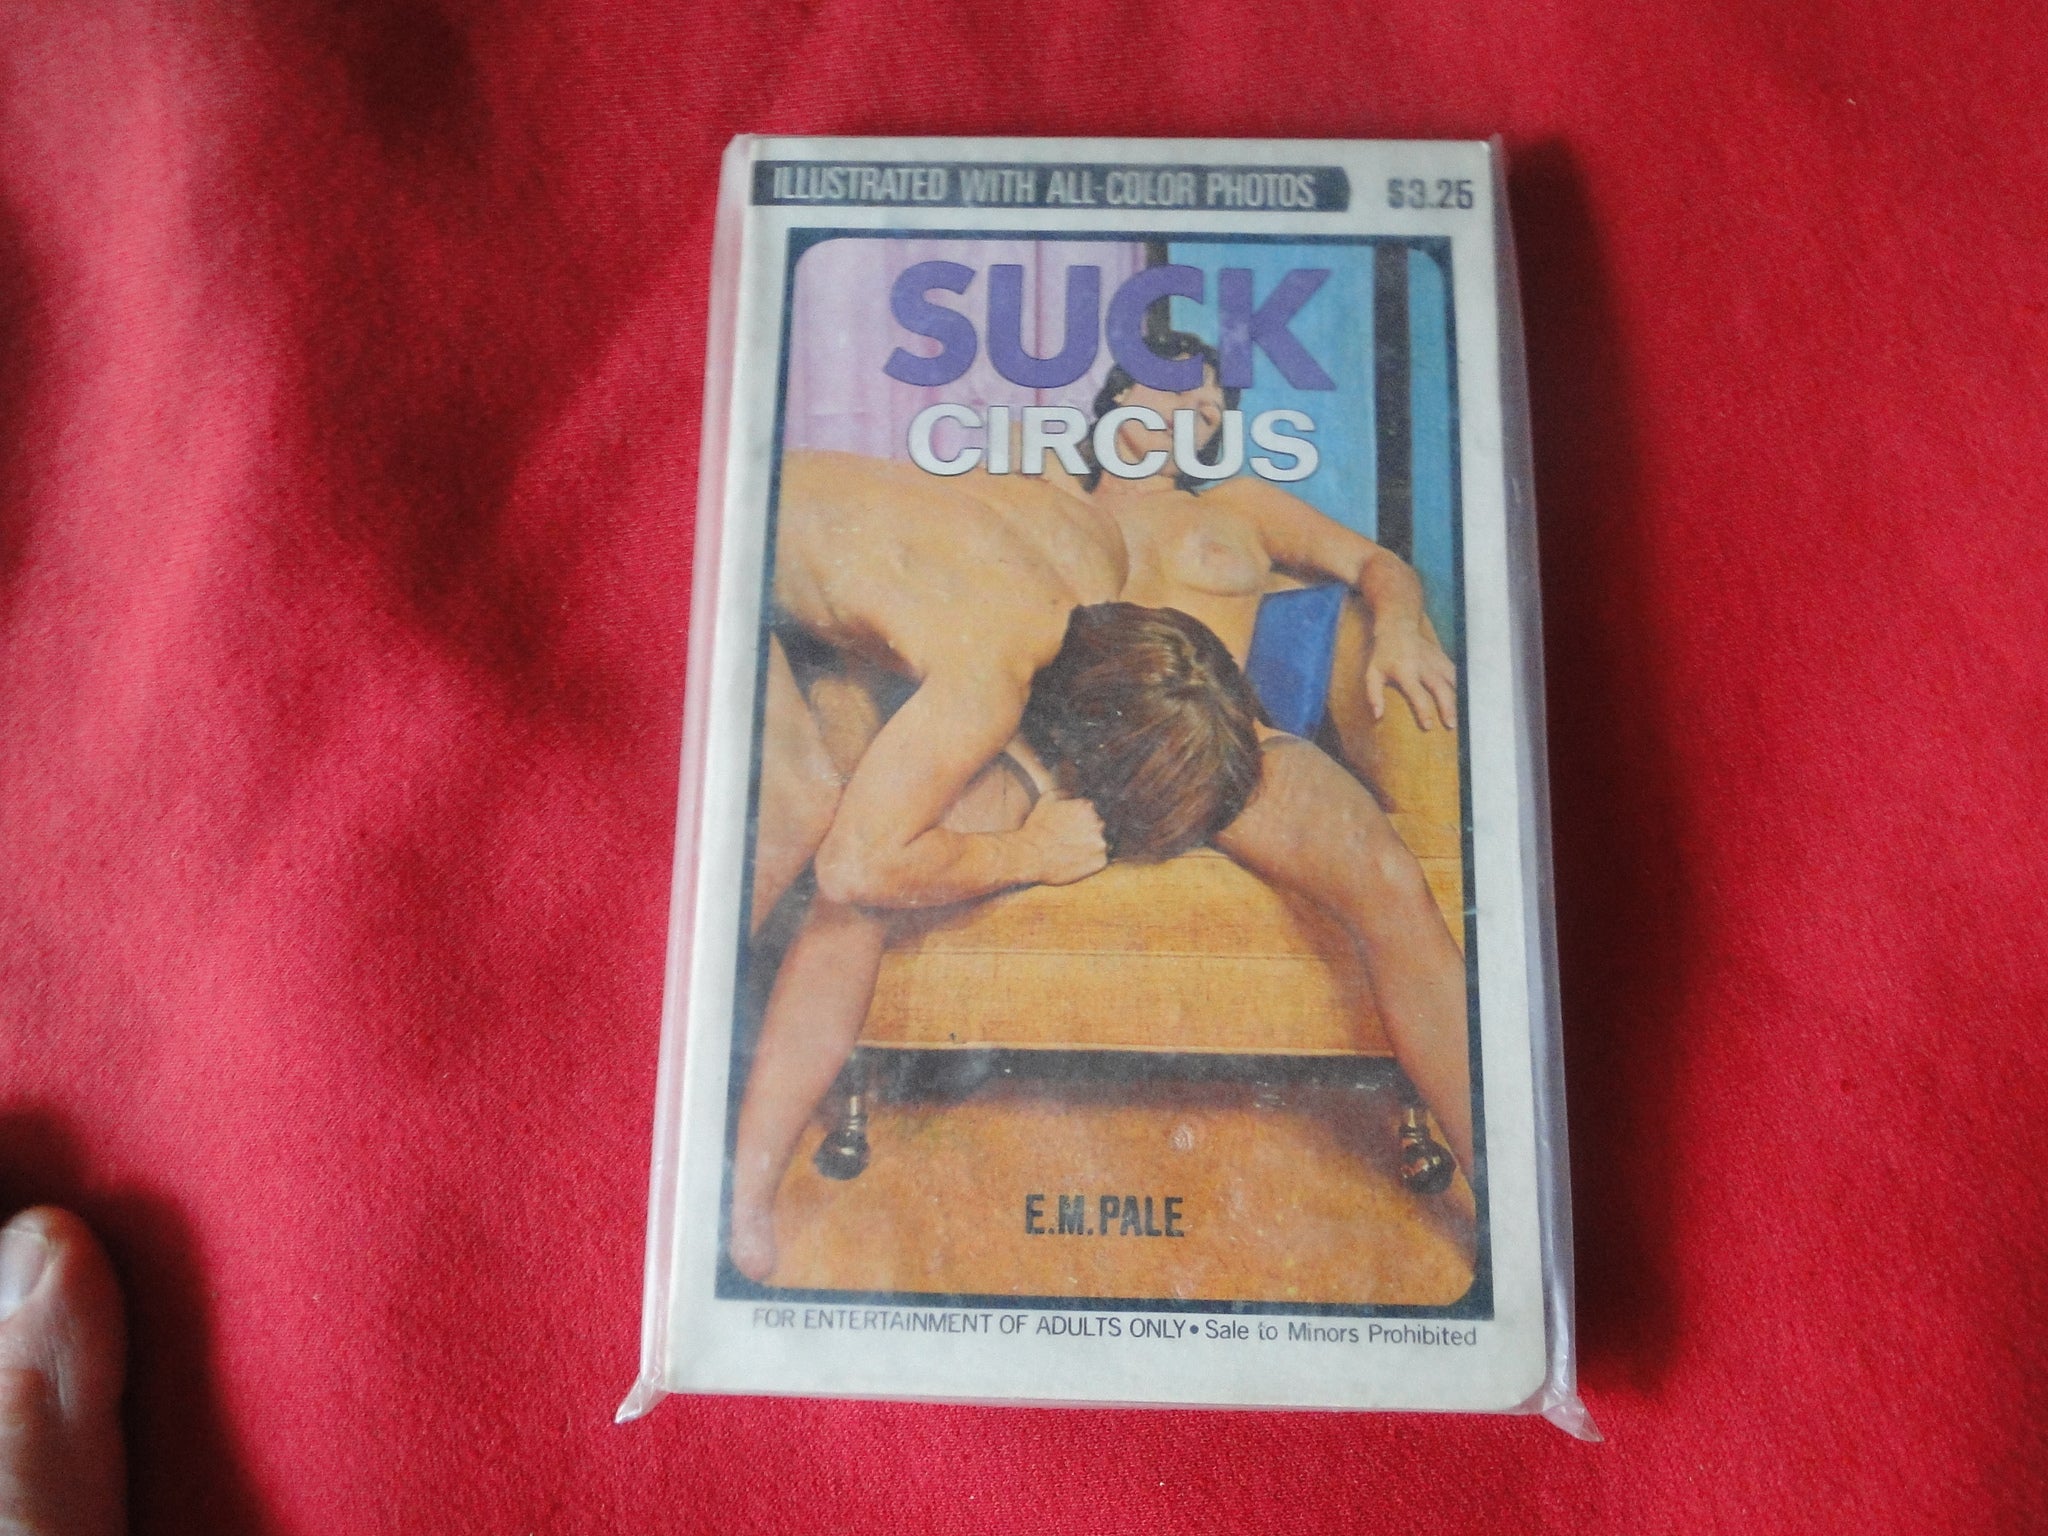 ILLUSTRATED WITH ALL-COLOR PHOTOS $3.25
SUCK
CIRCUS
E.M. PALE
FOR ENTERTAINMENT OF ADULTS ONLY • Sale to Minors Prohibited